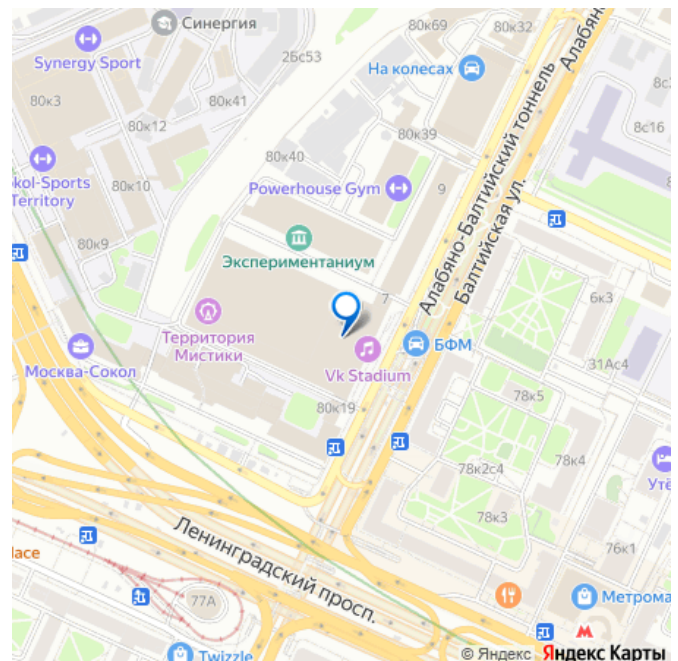 Синергия
80к69
80к32
Synergy Sport
26с53
На колесах
Алабяно-Балтийский тоннель
80к3
80к41
80к12
80к39
8с16
80к40
kol-Sports
Territory
80к10
Powerhouse Gym
9
Балтийская ул.
80к9
Экспериментаниум
7
6к3
Территория
Мистики
БФМ
Москва-Сокол
Vk Stadium
31Ас4
78к5
80к19
78к2с4
78к4
Утё
78к3
Ленинградский просп.
76к1
lace
77А
Метрома
Twizzle
© Яндекс Яндекс Карты